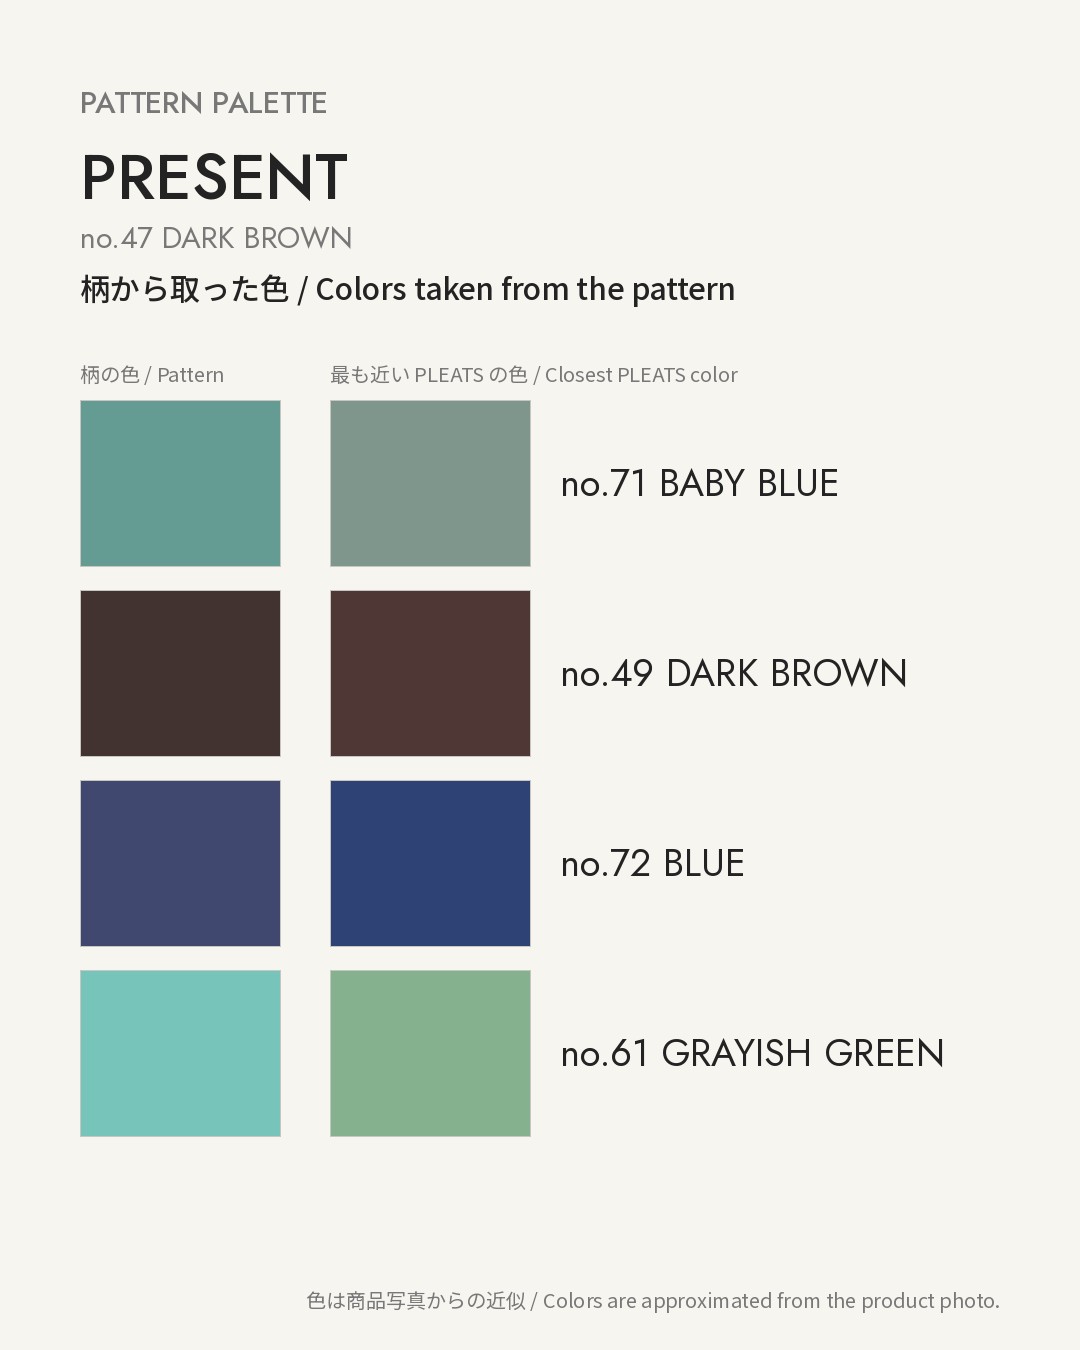 PATTERN PALETTE
PRESENT
no.47 DARK BROWN
柄から取った色 / Colors taken from the pattern
柄の色 / Pattern
最も近い PLEATS の色 / Closest PLEATS color
no.71 BABY BLUE
no.49 DARK BROWN
no.72 BLUE
no.61 GRAYISH GREEN
色は商品写真からの近似 / Colors are approximated from the product photo.